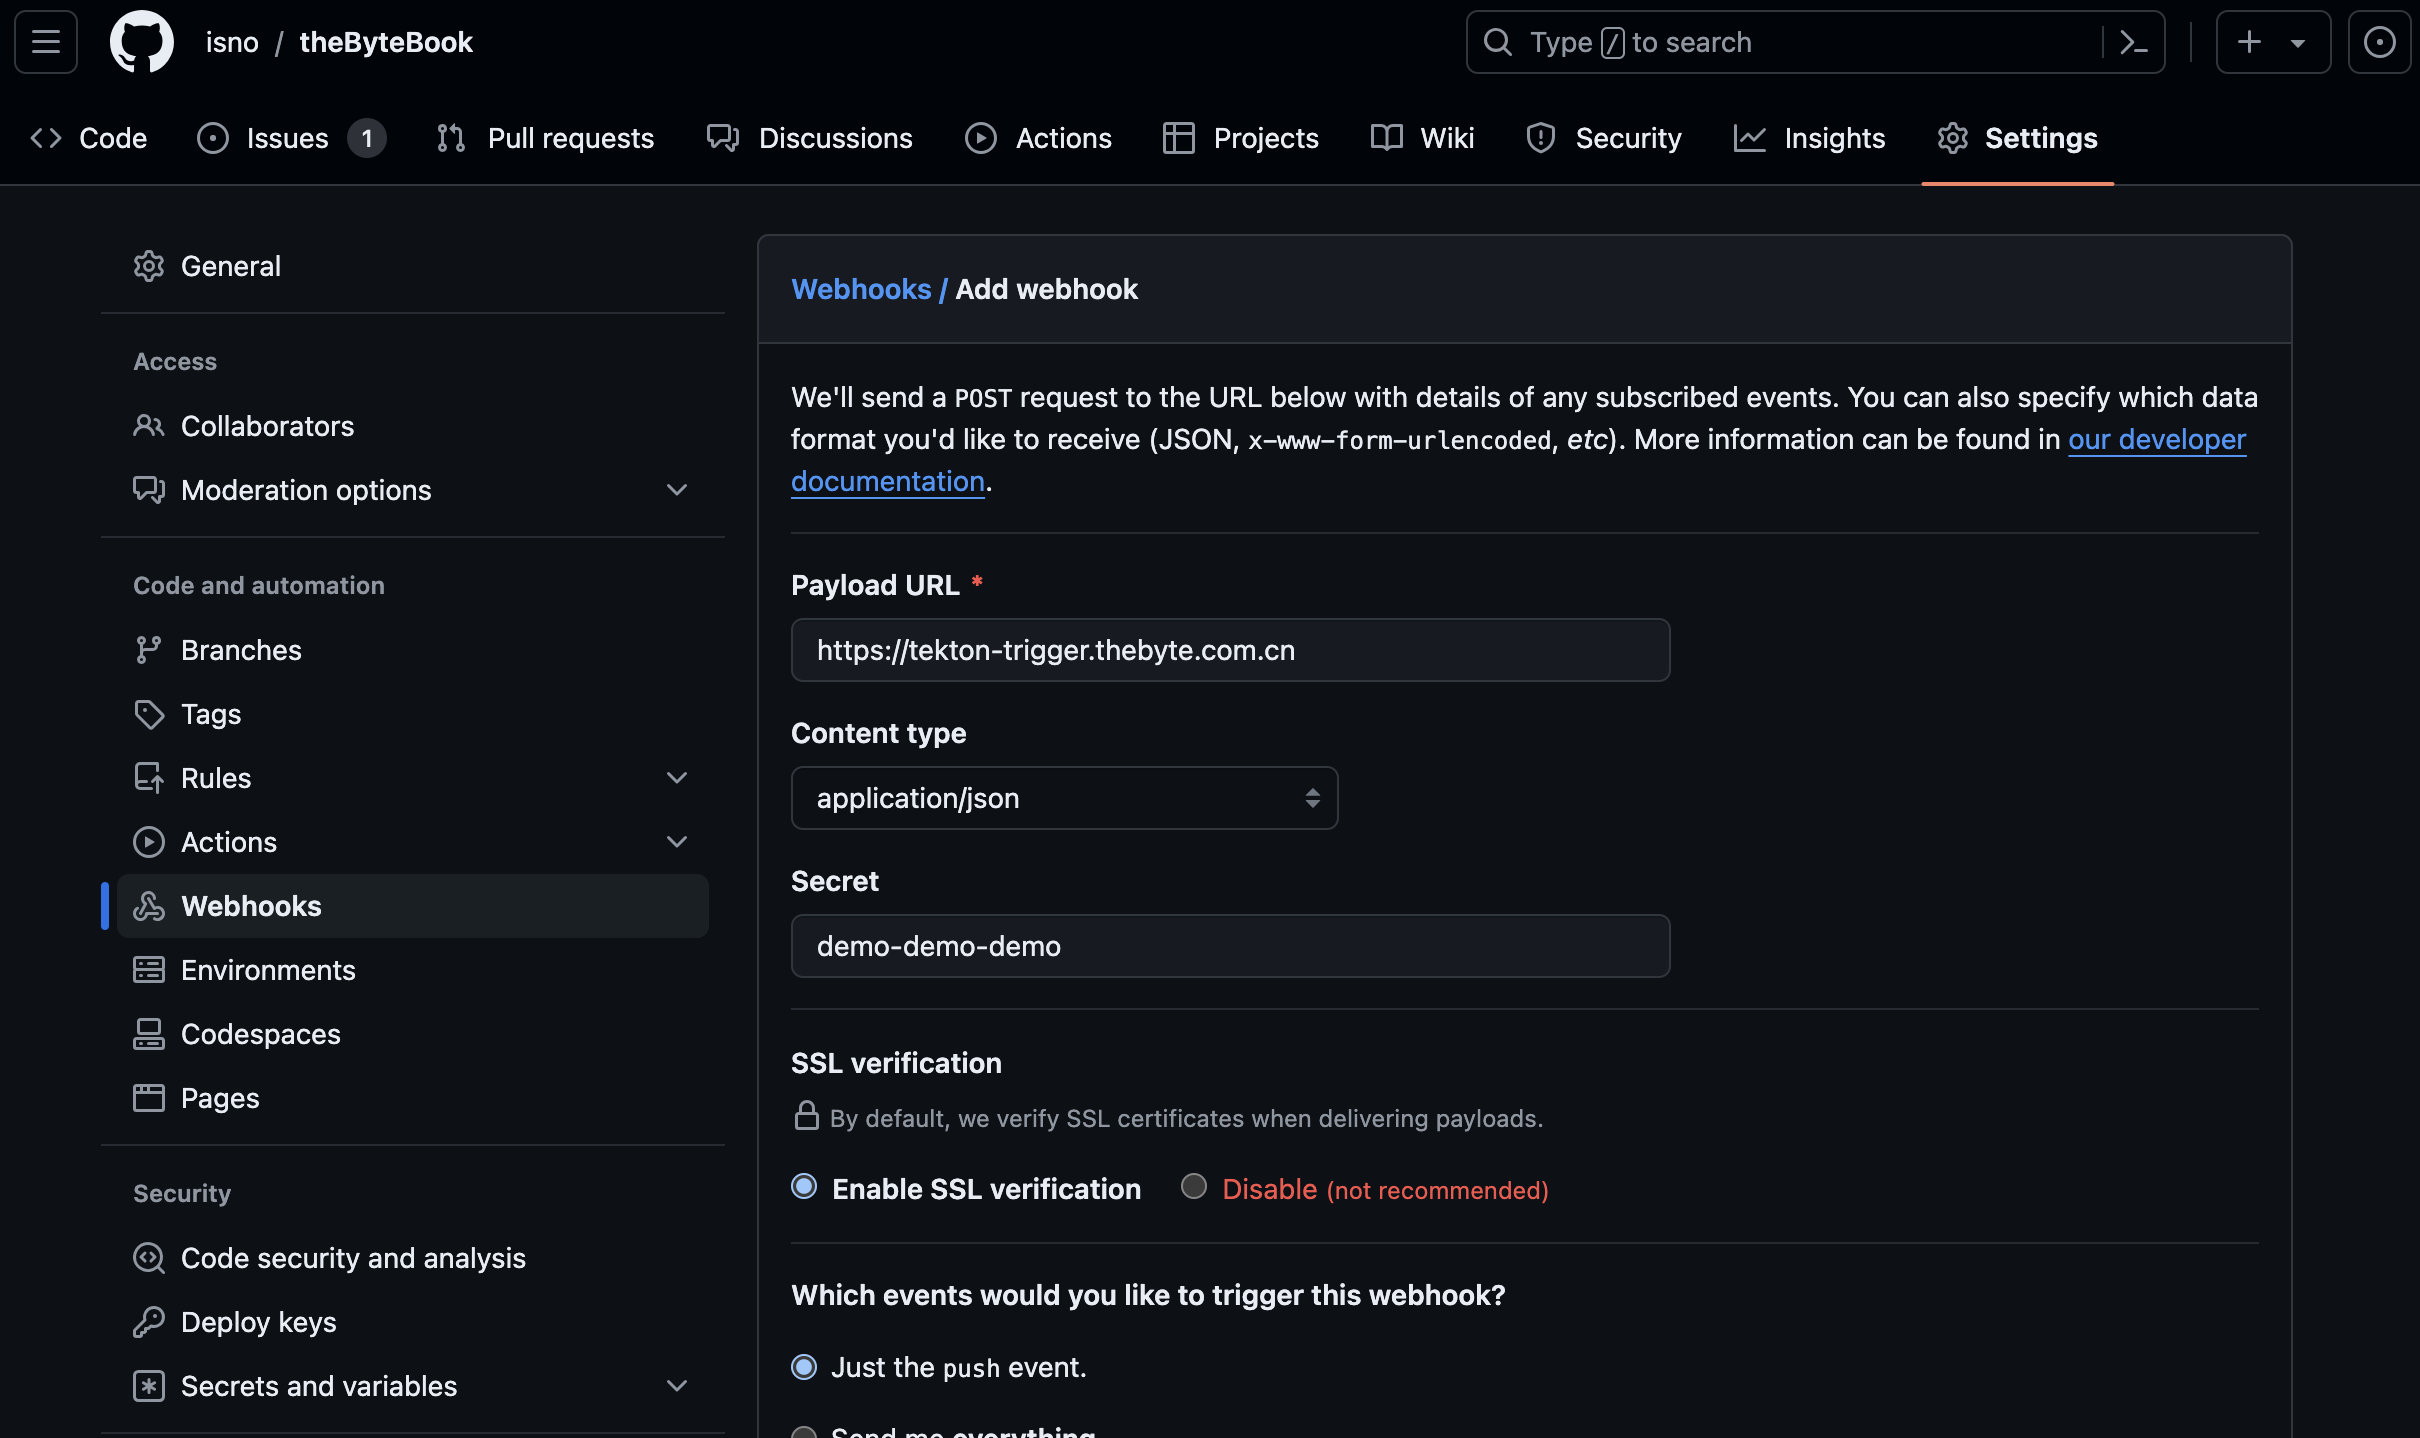 isno / theByteBook
Type / to search
Code
Issues 1
Pull requests
Discussions
Actions
Projects
Wiki
Security
Insights
Settings
General
Access
Collaborators
Moderation options
Code and automation
Branches
Tags
Rules
Actions
Webhooks
Environments
Codespaces
Pages
Security
Code security and analysis
Deploy keys
Secrets and variables
Webhooks / Add webhook
We'll send a POST request to the URL below with details of any subscribed events. You can also specify which data
format you'd like to receive (JSON, x-www-form-urlencoded, etc). More information can be found in our developer
documentation.
Payload URL *
https://tekton-trigger.thebyte.com.cn
Content type
application/json
Secret
demo-demo-demo
SSL verification
By default, we verify SSL certificates when delivering payloads.
Enable SSL verification
Disable (not recommended)
Which events would you like to trigger this webhook?
Just the push event.
Send me everything.